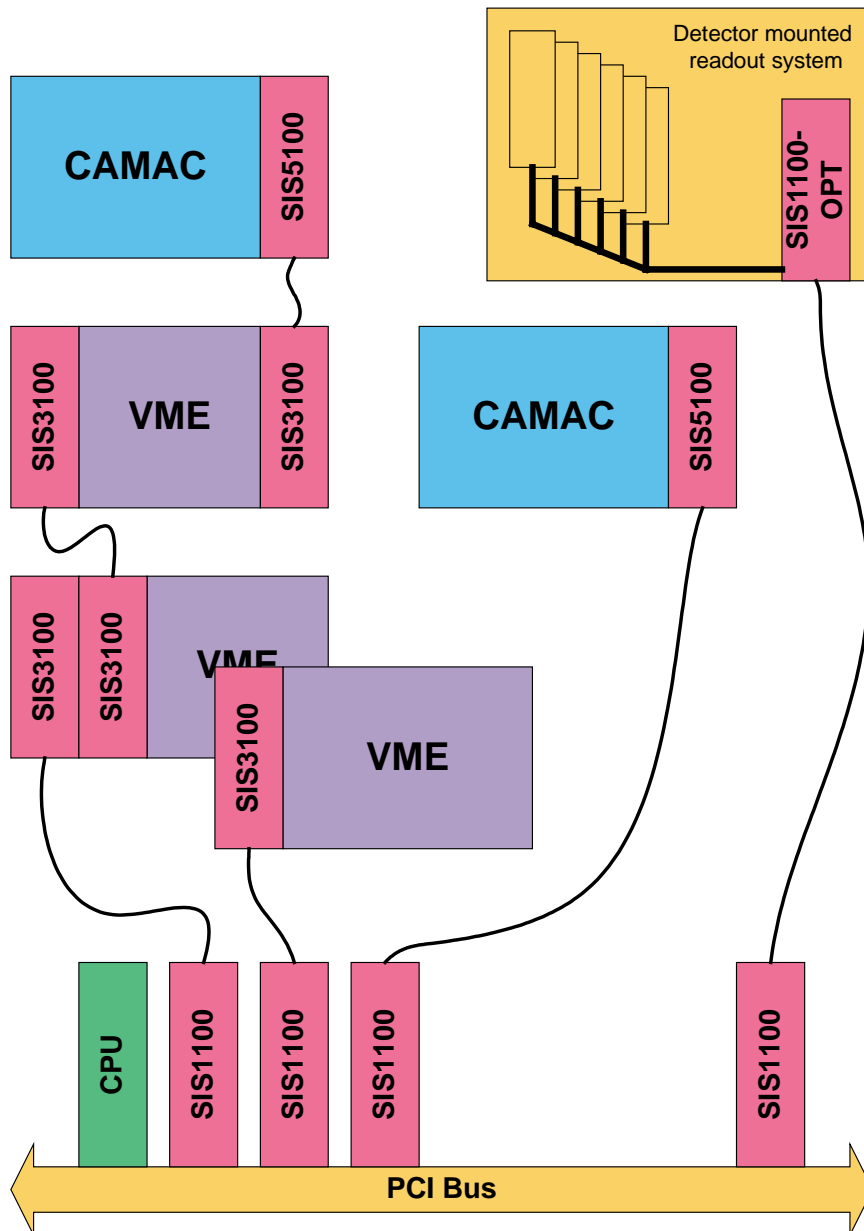 Detector mounted
readout system
SIS1100-
OPT
CAMAC
SIS5100
SIS3100
VME
SIS3100
CAMAC
SIS5100
SIS3100
SIS3100
VME
SIS3100
VME
CPU
SIS1100
SIS1100
SIS1100
SIS1100
PCI Bus